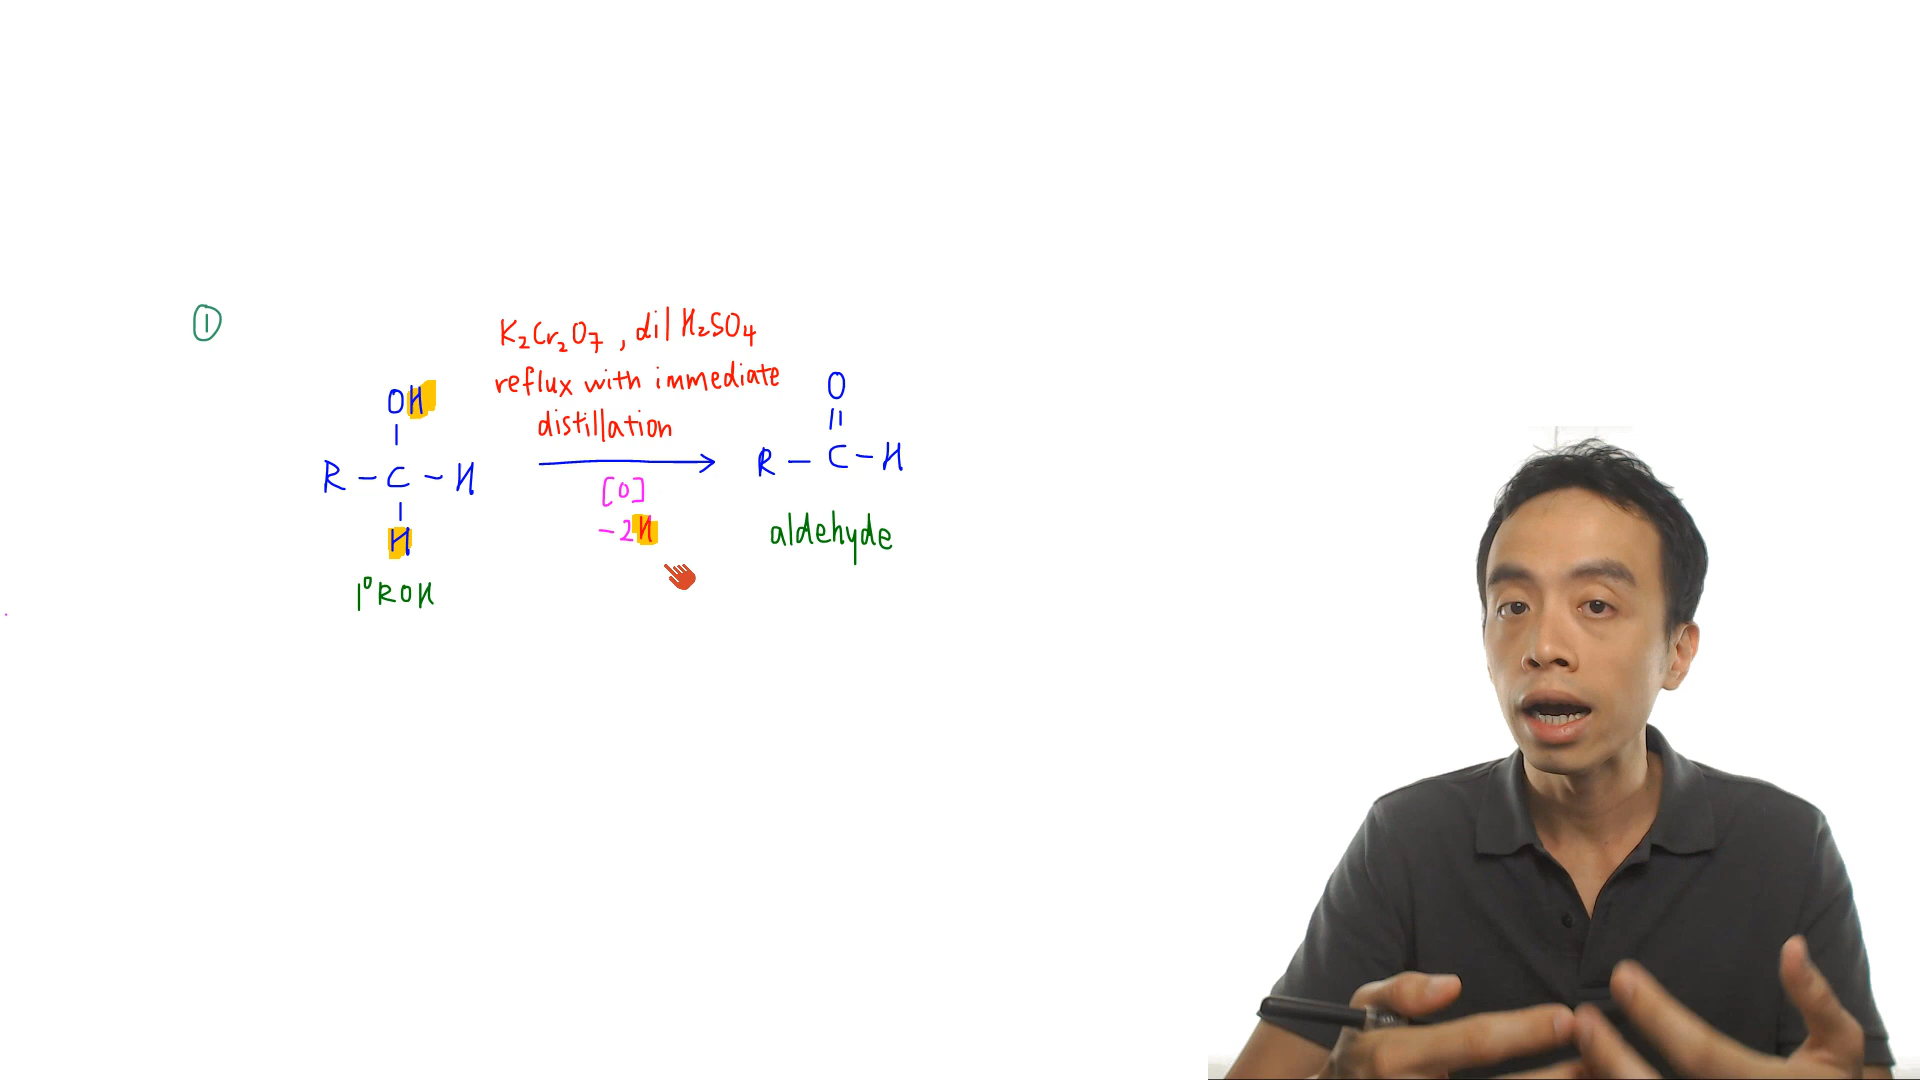 ①
K₂Cr₂O₇ , dil H₂SO₄
reflux with immediate
distillation
OH
|
R – C – H
|
H
1° ROH
[O]
– 2H
O
||
R – C – H
aldehyde